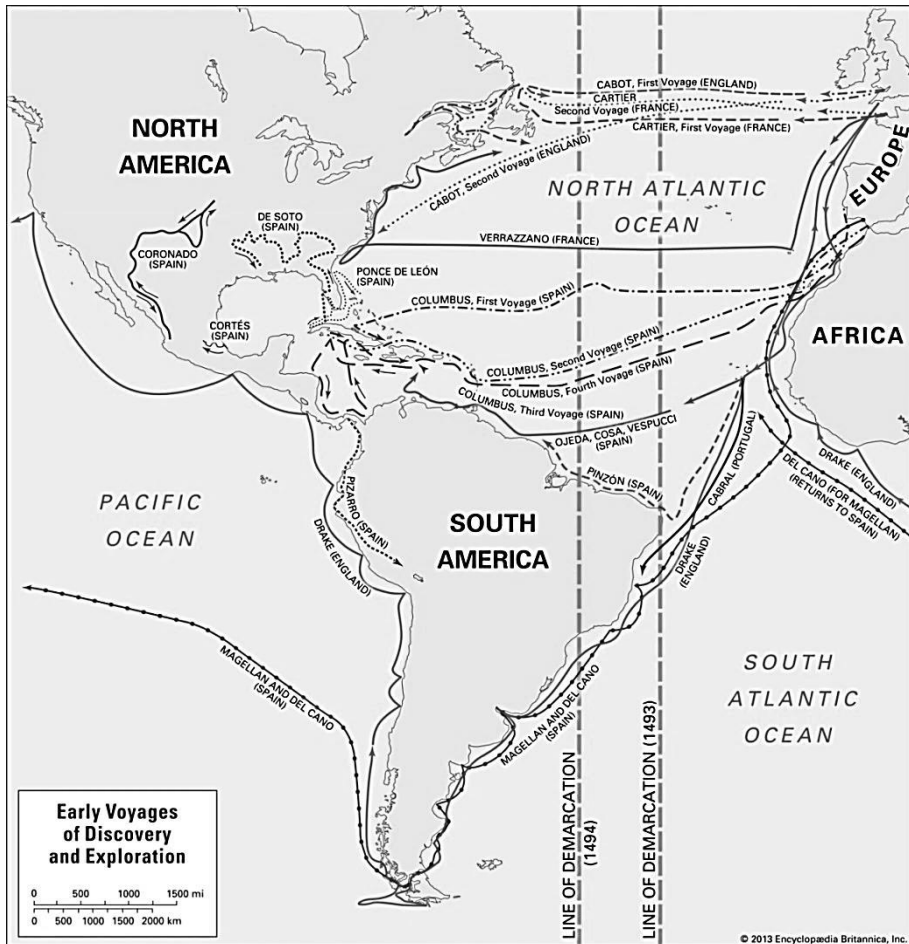 CABOT, First Voyage (ENGLAND)
CARTIER
Second Voyage (FRANCE)
CARTIER, First Voyage (FRANCE)
CABOT, Second Voyage (ENGLAND)
NORTH
AMERICA
EUROPE
NORTH ATLANTIC
OCEAN
DE SOTO
(SPAIN)
VERRAZZANO (FRANCE)
CORONADO
(SPAIN)
PONCE DE LEÓN
(SPAIN)
COLUMBUS, First Voyage (SPAIN)
CORTÉS
(SPAIN)
AFRICA
COLUMBUS, Second Voyage (SPAIN)
COLUMBUS, Fourth Voyage (SPAIN)
COLUMBUS, Third Voyage (SPAIN)
OJEDA, COSA, VESPUCCI
(SPAIN)
PINZÓN (SPAIN)
CABRAL (PORTUGAL)
DRAKE (ENGLAND)
DEL CANO (FOR MAGELLAN)
(RETURNS TO SPAIN)
PACIFIC
OCEAN
PIZARRO (SPAIN)
SOUTH
AMERICA
DRAKE (ENGLAND)
DRAKE
(ENGLAND)
MAGELLAN AND DEL CANO
(SPAIN)
MAGELLAN AND DEL CANO
(SPAIN)
SOUTH
ATLANTIC
OCEAN
LINE OF DEMARCATION
(1494)
LINE OF DEMARCATION (1493)
Early Voyages
of Discovery
and Exploration
0 500 1000 1500 mi
0 500 1000 1500 2000 km
© 2013 Encyclopædia Britannica, Inc.